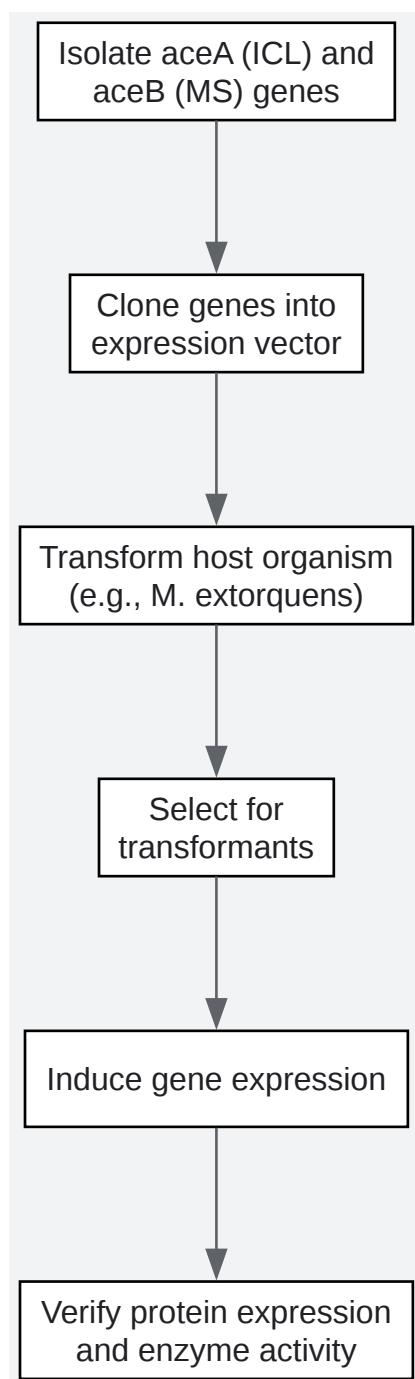 Isolate aceA (ICL) and
aceB (MS) genes
Clone genes into
expression vector
Transform host organism
(e.g., M. extorquens)
Select for
transformants
Induce gene expression
Verify protein expression
and enzyme activity